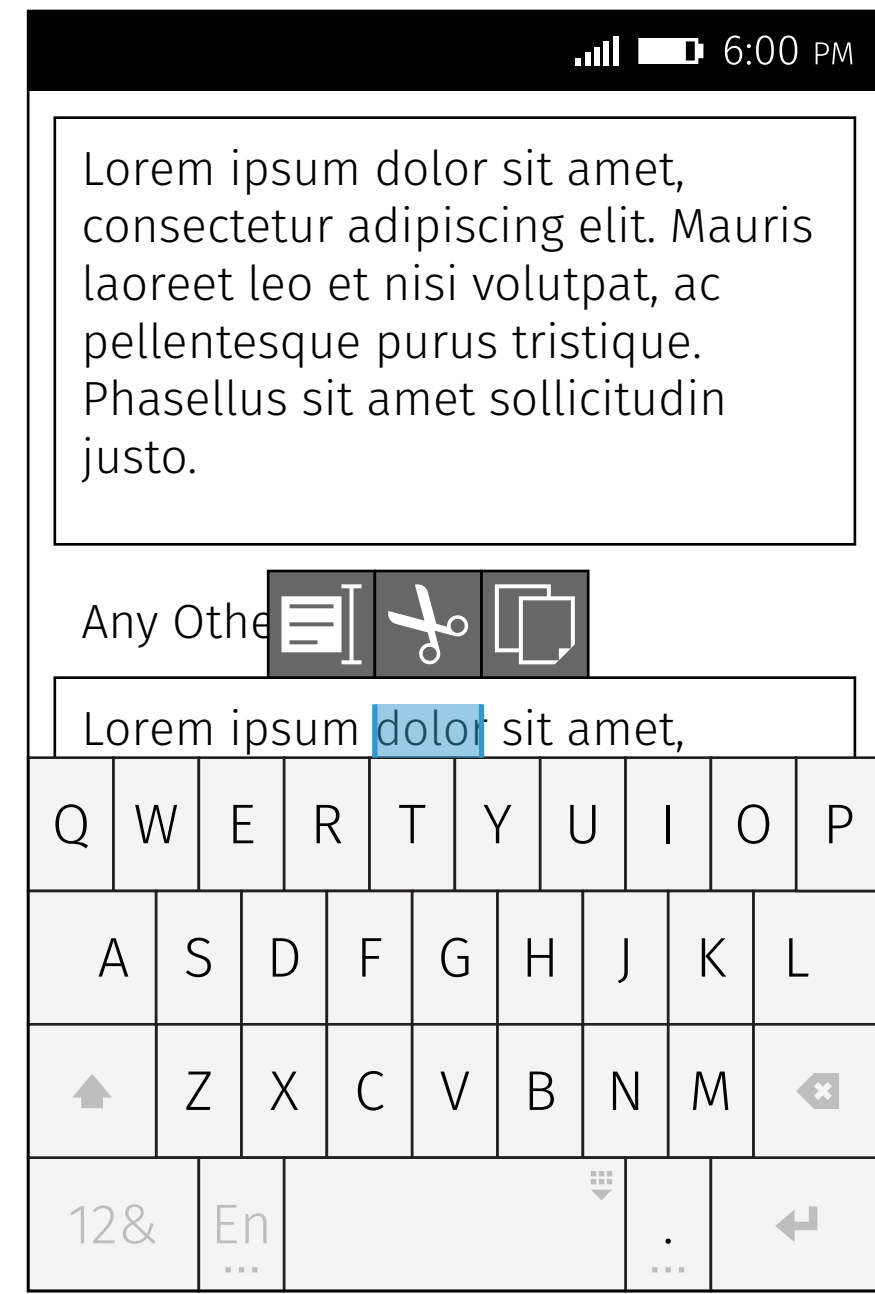 6:00 PM
Lorem ipsum dolor sit amet,
consectetur adipiscing elit. Mauris
laoreet leo et nisi volutpat, ac
pellentesque purus tristique.
Phasellus sit amet sollicitudin
justo.
Any Othe
Lorem ipsum dolor sit amet,
Q W E R T Y U I O P
A S D F G H J K L
Z X C V B N M
12& En .